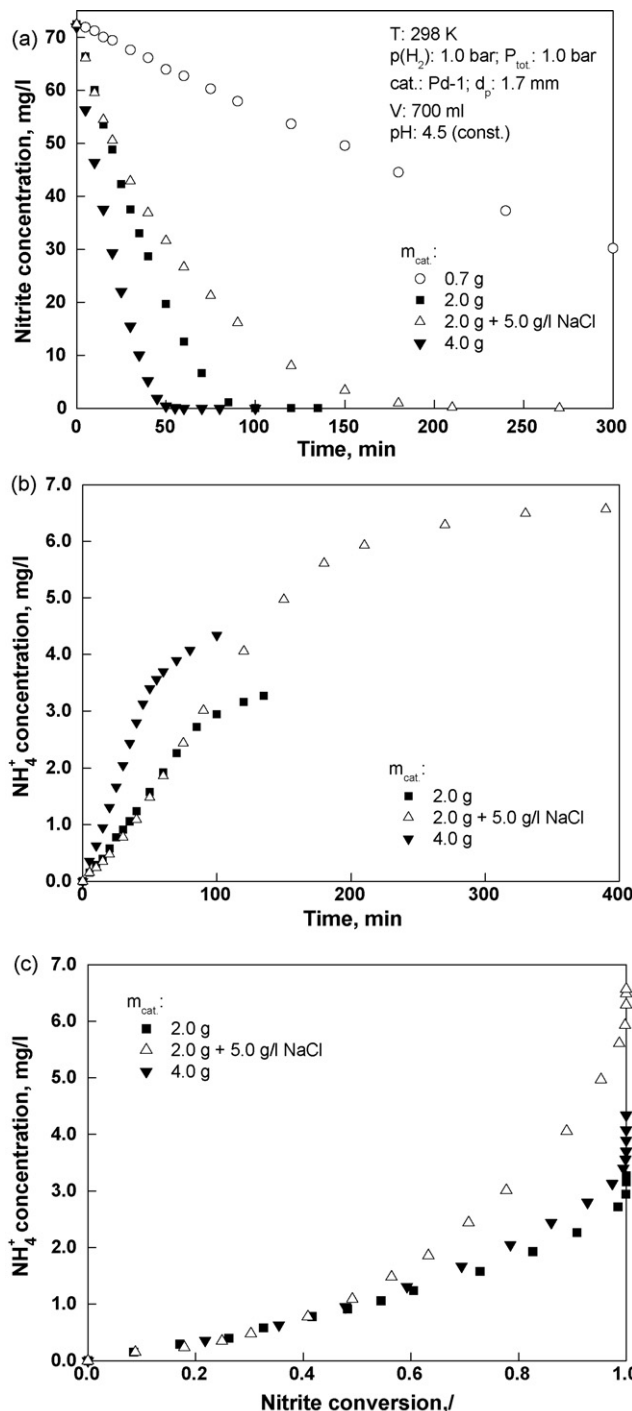 (a)
Nitrite concentration, mg/l
70
60
50
40
30
20
10
0
T: 298 K
p(H₂): 1.0 bar; P_tot.: 1.0 bar
cat.: Pd-1; d_p: 1.7 mm
V: 700 ml
pH: 4.5 (const.)
m_cat.:
0.7 g
2.0 g
2.0 g + 5.0 g/l NaCl
4.0 g
0 50 100 150 200 250 300
Time, min
(b)
NH₄⁺ concentration, mg/l
7.0
6.0
5.0
4.0
3.0
2.0
1.0
0.0
m_cat.:
2.0 g
2.0 g + 5.0 g/l NaCl
4.0 g
0 100 200 300 400
Time, min
(c)
NH₄⁺ concentration, mg/l
7.0
6.0
5.0
4.0
3.0
2.0
1.0
0.0
m_cat.:
2.0 g
2.0 g + 5.0 g/l NaCl
4.0 g
0.0 0.2 0.4 0.6 0.8 1.0
Nitrite conversion,/